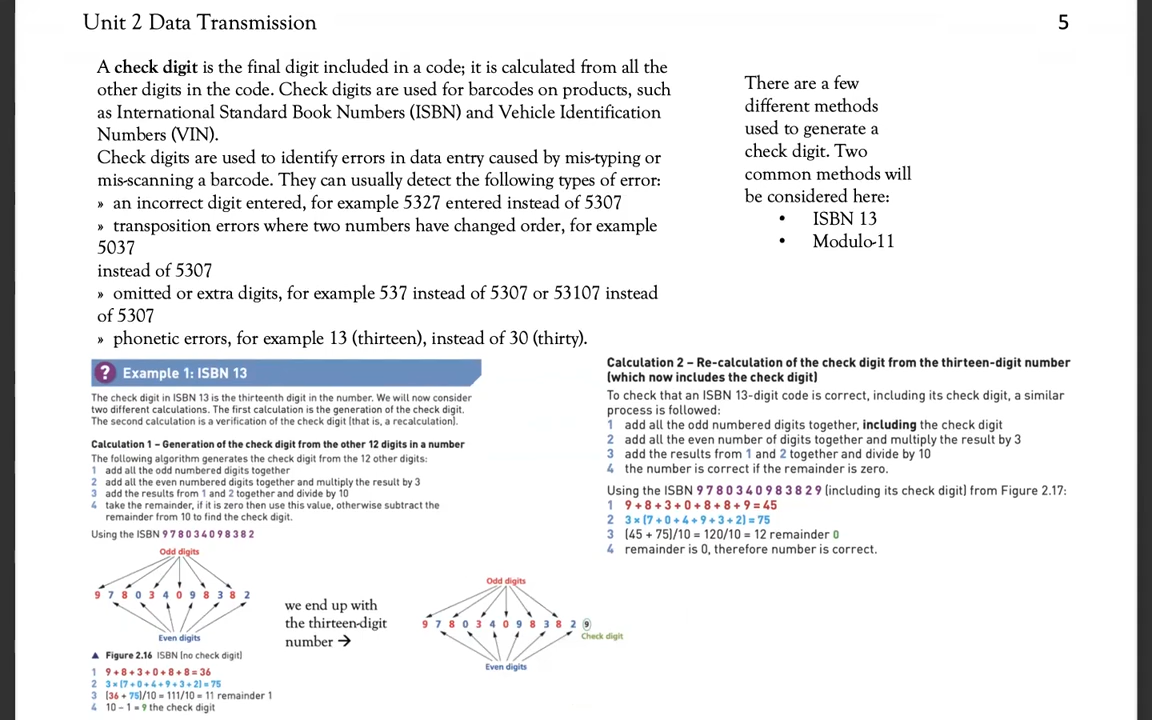 Unit 2 Data Transmission
5
A check digit is the final digit included in a code; it is calculated from all the
other digits in the code. Check digits are used for barcodes on products, such
as International Standard Book Numbers (ISBN) and Vehicle Identification
Numbers (VIN).
Check digits are used to identify errors in data entry caused by mis-typing or
mis-scanning a barcode. They can usually detect the following types of error:
» an incorrect digit entered, for example 5327 entered instead of 5307
» transposition errors where two numbers have changed order, for example
5037
instead of 5307
» omitted or extra digits, for example 537 instead of 5307 or 53107 instead
of 5307
» phonetic errors, for example 13 (thirteen), instead of 30 (thirty).
There are a few
different methods
used to generate a
check digit. Two
common methods will
be considered here:
• ISBN 13
• Modulo-11
? Example 1: ISBN 13
The check digit in ISBN 13 is the thirteenth digit in the number. We will now consider
two different calculations. The first calculation is the generation of the check digit.
The second calculation is a verification of the check digit (that is, a recalculation).
Calculation 1 – Generation of the check digit from the other 12 digits in a number
The following algorithm generates the check digit from the 12 other digits:
1 add all the odd numbered digits together
2 add all the even numbered digits together and multiply the result by 3
3 add the results from 1 and 2 together and divide by 10
4 take the remainder, if it is zero then use this value, otherwise subtract the
remainder from 10 to find the check digit.
Using the ISBN 9 7 8 0 3 4 0 9 8 3 8 2
Odd digits
9 7 8 0 3 4 0 9 8 3 8 2
Even digits
▲ Figure 2.16 ISBN (no check digit)
1 9 + 8 + 3 + 0 + 8 + 8 = 36
2 3 × (7 + 0 + 4 + 9 + 3 + 2) = 75
3 (36 + 75)/10 = 111/10 = 11 remainder 1
4 10 – 1 = 9 the check digit
we end up with
the thirteen-digit
number →
Odd digits
9 7 8 0 3 4 0 9 8 3 8 2 9
Check digit
Even digits
Calculation 2 – Re-calculation of the check digit from the thirteen-digit number
(which now includes the check digit)
To check that an ISBN 13-digit code is correct, including its check digit, a similar
process is followed:
1 add all the odd numbered digits together, including the check digit
2 add all the even number of digits together and multiply the result by 3
3 add the results from 1 and 2 together and divide by 10
4 the number is correct if the remainder is zero.
Using the ISBN 9 7 8 0 3 4 0 9 8 3 8 2 9 (including its check digit) from Figure 2.17:
1 9 + 8 + 3 + 0 + 8 + 8 + 9 = 45
2 3 × (7 + 0 + 4 + 9 + 3 + 2) = 75
3 (45 + 75)/10 = 120/10 = 12 remainder 0
4 remainder is 0, therefore number is correct.